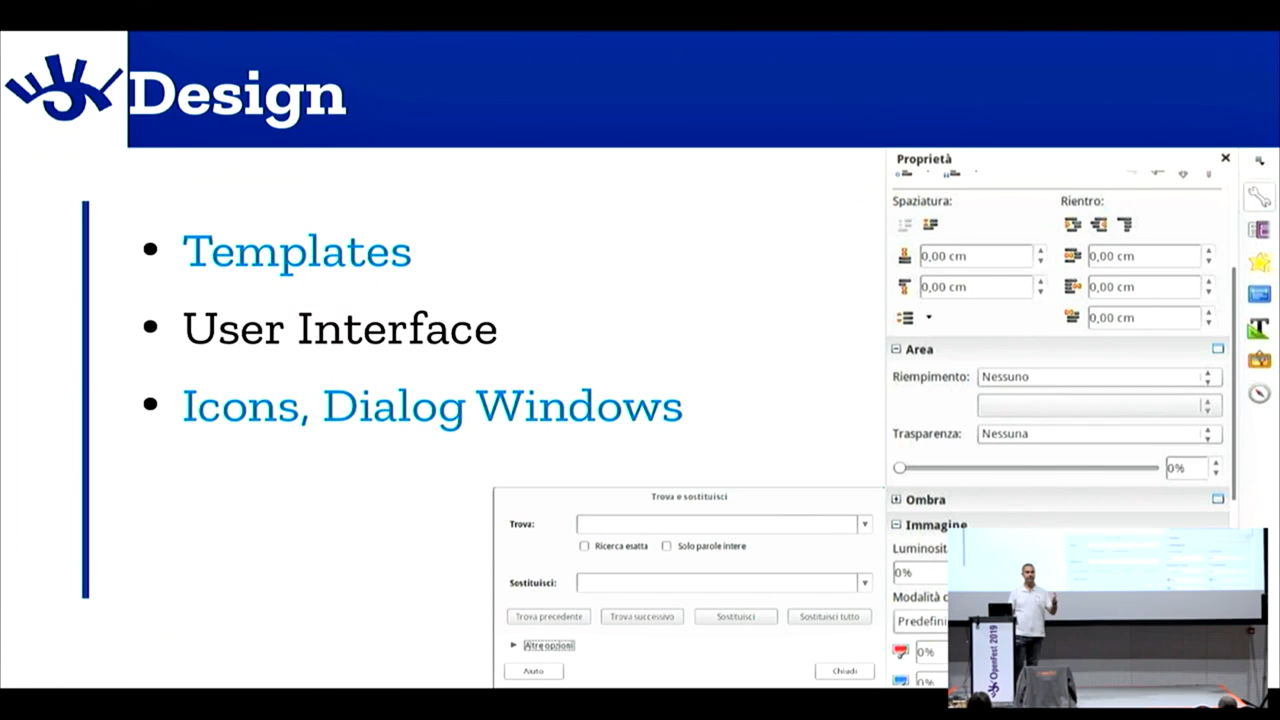 Design
Templates
User Interface
Icons, Dialog Windows
Proprietà
Spaziatura: Rientro:
0,00 cm 0,00 cm
0,00 cm 0,00 cm
0,00 cm
Area
Riempimento: Nessuno
Trasparenza: Nessuna
0%
Ombra
Immagine
Luminosit
0%
Modalità
Predefini
0%
0%
Trova e sostituisci
Trova:
Ricerca esatta Solo parole intere
Sostituisci:
Trova precedente Trova successivo Sostituisci Sostituisci tutto
Altre opzioni
Aiuto Chiudi
OpenFest 2019